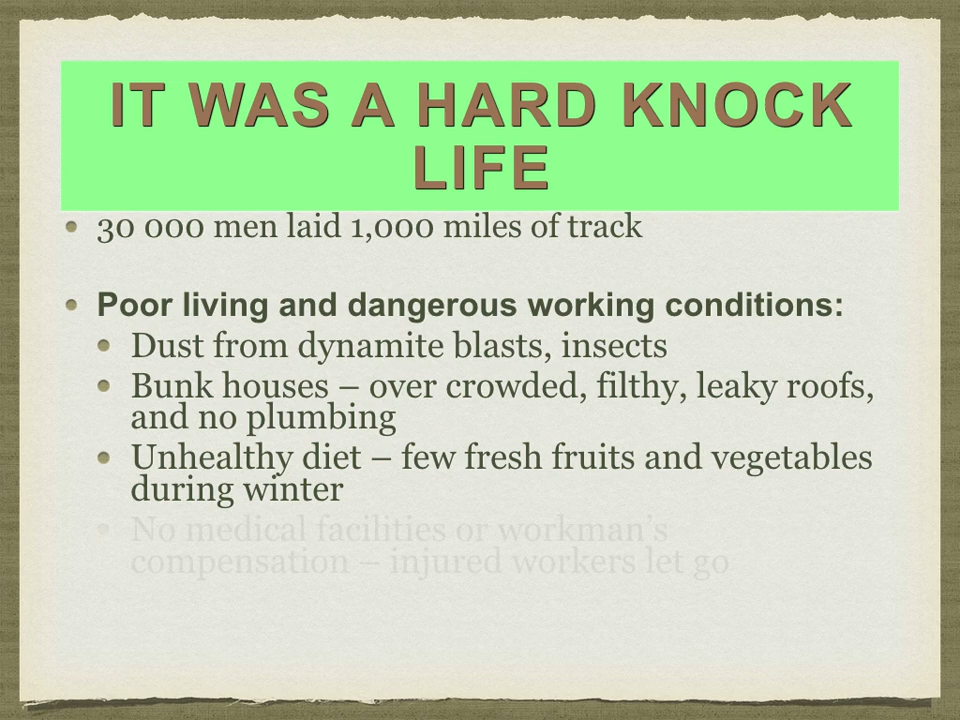 IT WAS A HARD KNOCK
LIFE
• 30 000 men laid 1,000 miles of track
• Poor living and dangerous working conditions:
• Dust from dynamite blasts, insects
• Bunk houses – over crowded, filthy, leaky roofs,
and no plumbing
• Unhealthy diet – few fresh fruits and vegetables
during winter
• No medical facilities or workman's
compensation – injured workers let go